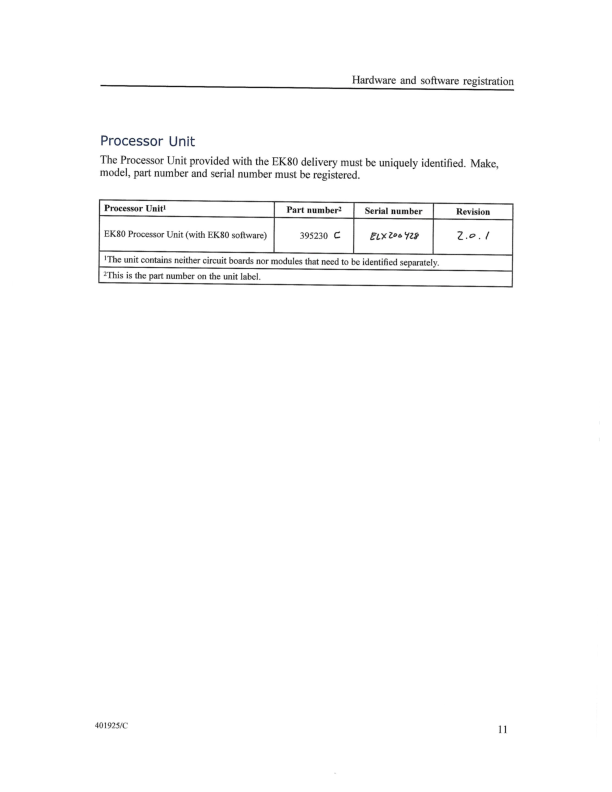 Hardware and software registration
Processor Unit
The Processor Unit provided with the EK80 delivery must be uniquely identified. Make,
model, part number and serial number must be registered.
Processor Unit¹ Part number² Serial number Revision
EK80 Processor Unit (with EK80 software) 395230 C ELX200428 2.0.1
¹The unit contains neither circuit boards nor modules that need to be identified separately.
²This is the part number on the unit label.
401925/C
11